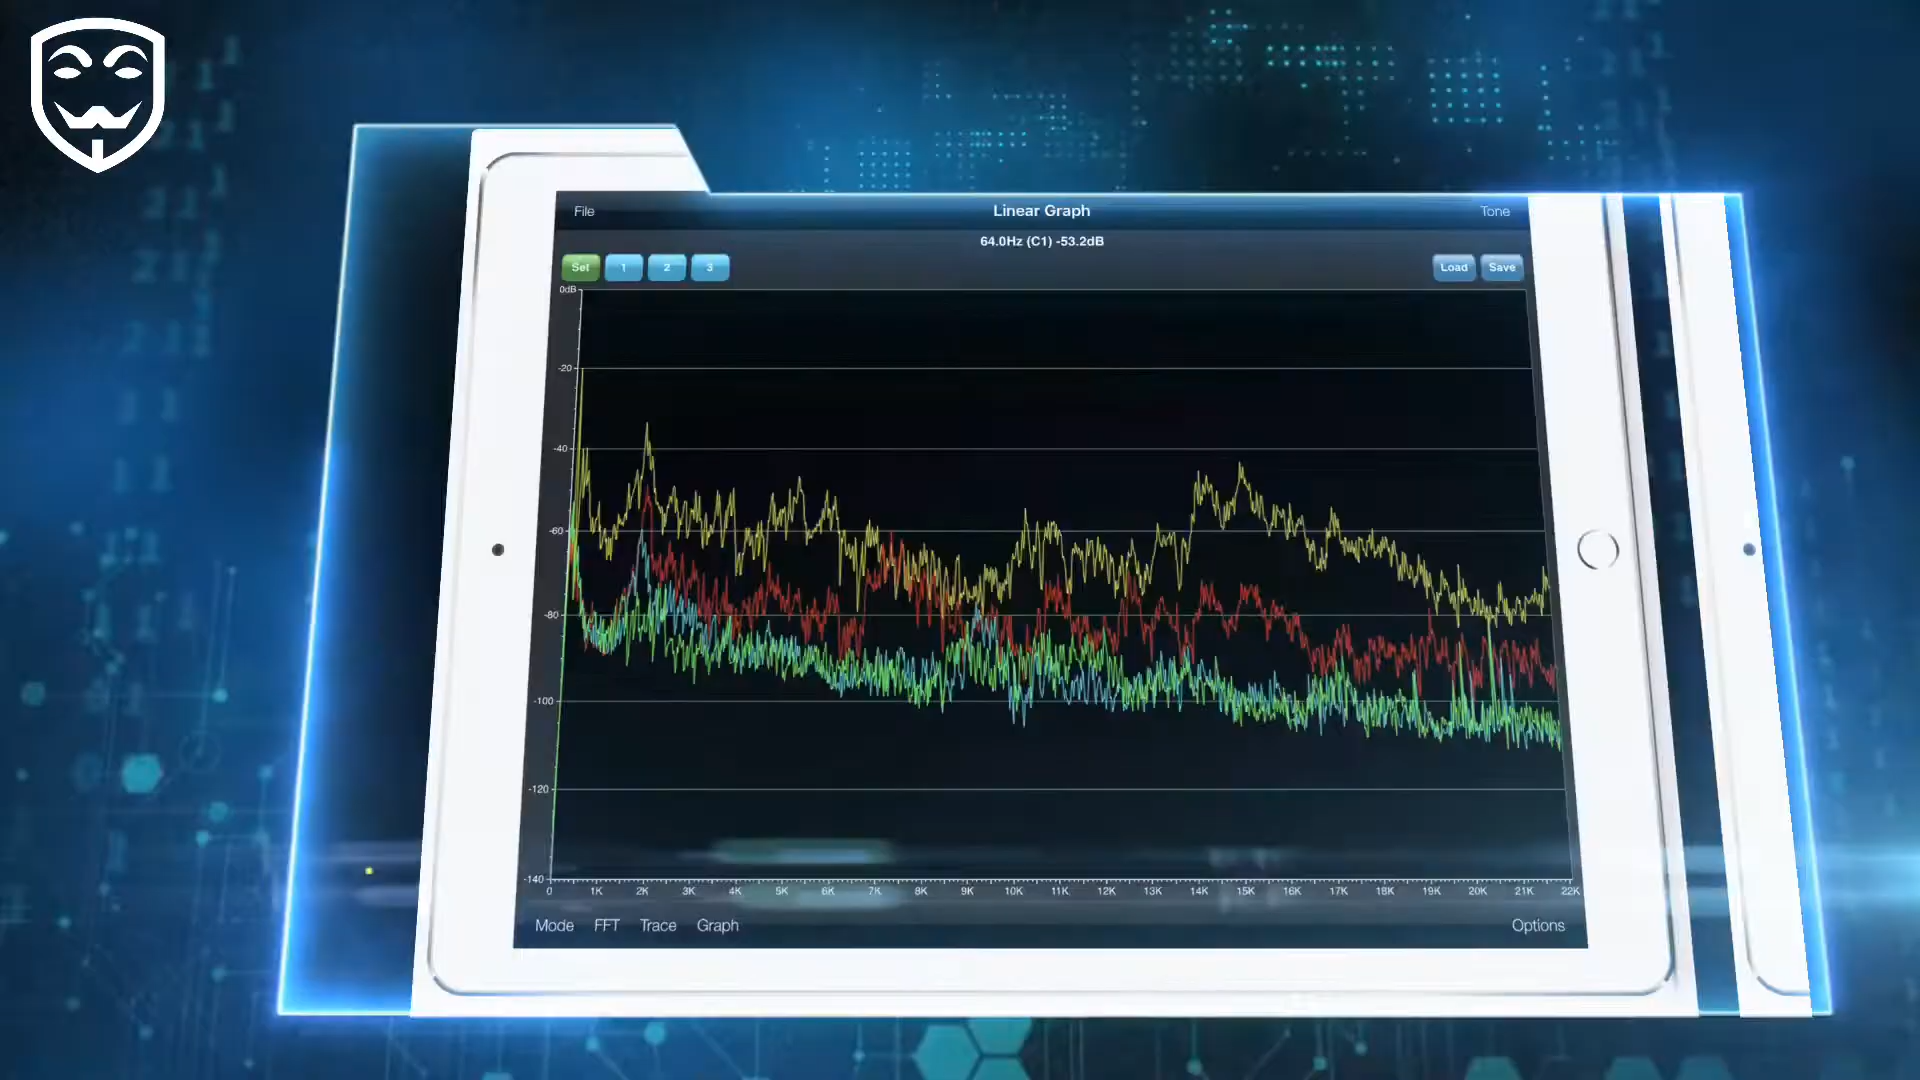 File Linear Graph Tone
64.0Hz (C1) -53.2dB
Set 1 2 3 Load Save
0dB
-20
-40
-60
-80
-100
-120
-140
0 1K 2K 3K 4K 5K 6K 7K 8K 9K 10K 11K 12K 13K 14K 15K 16K 17K 18K 19K 20K 21K 22K
Mode FFT Trace Graph Options